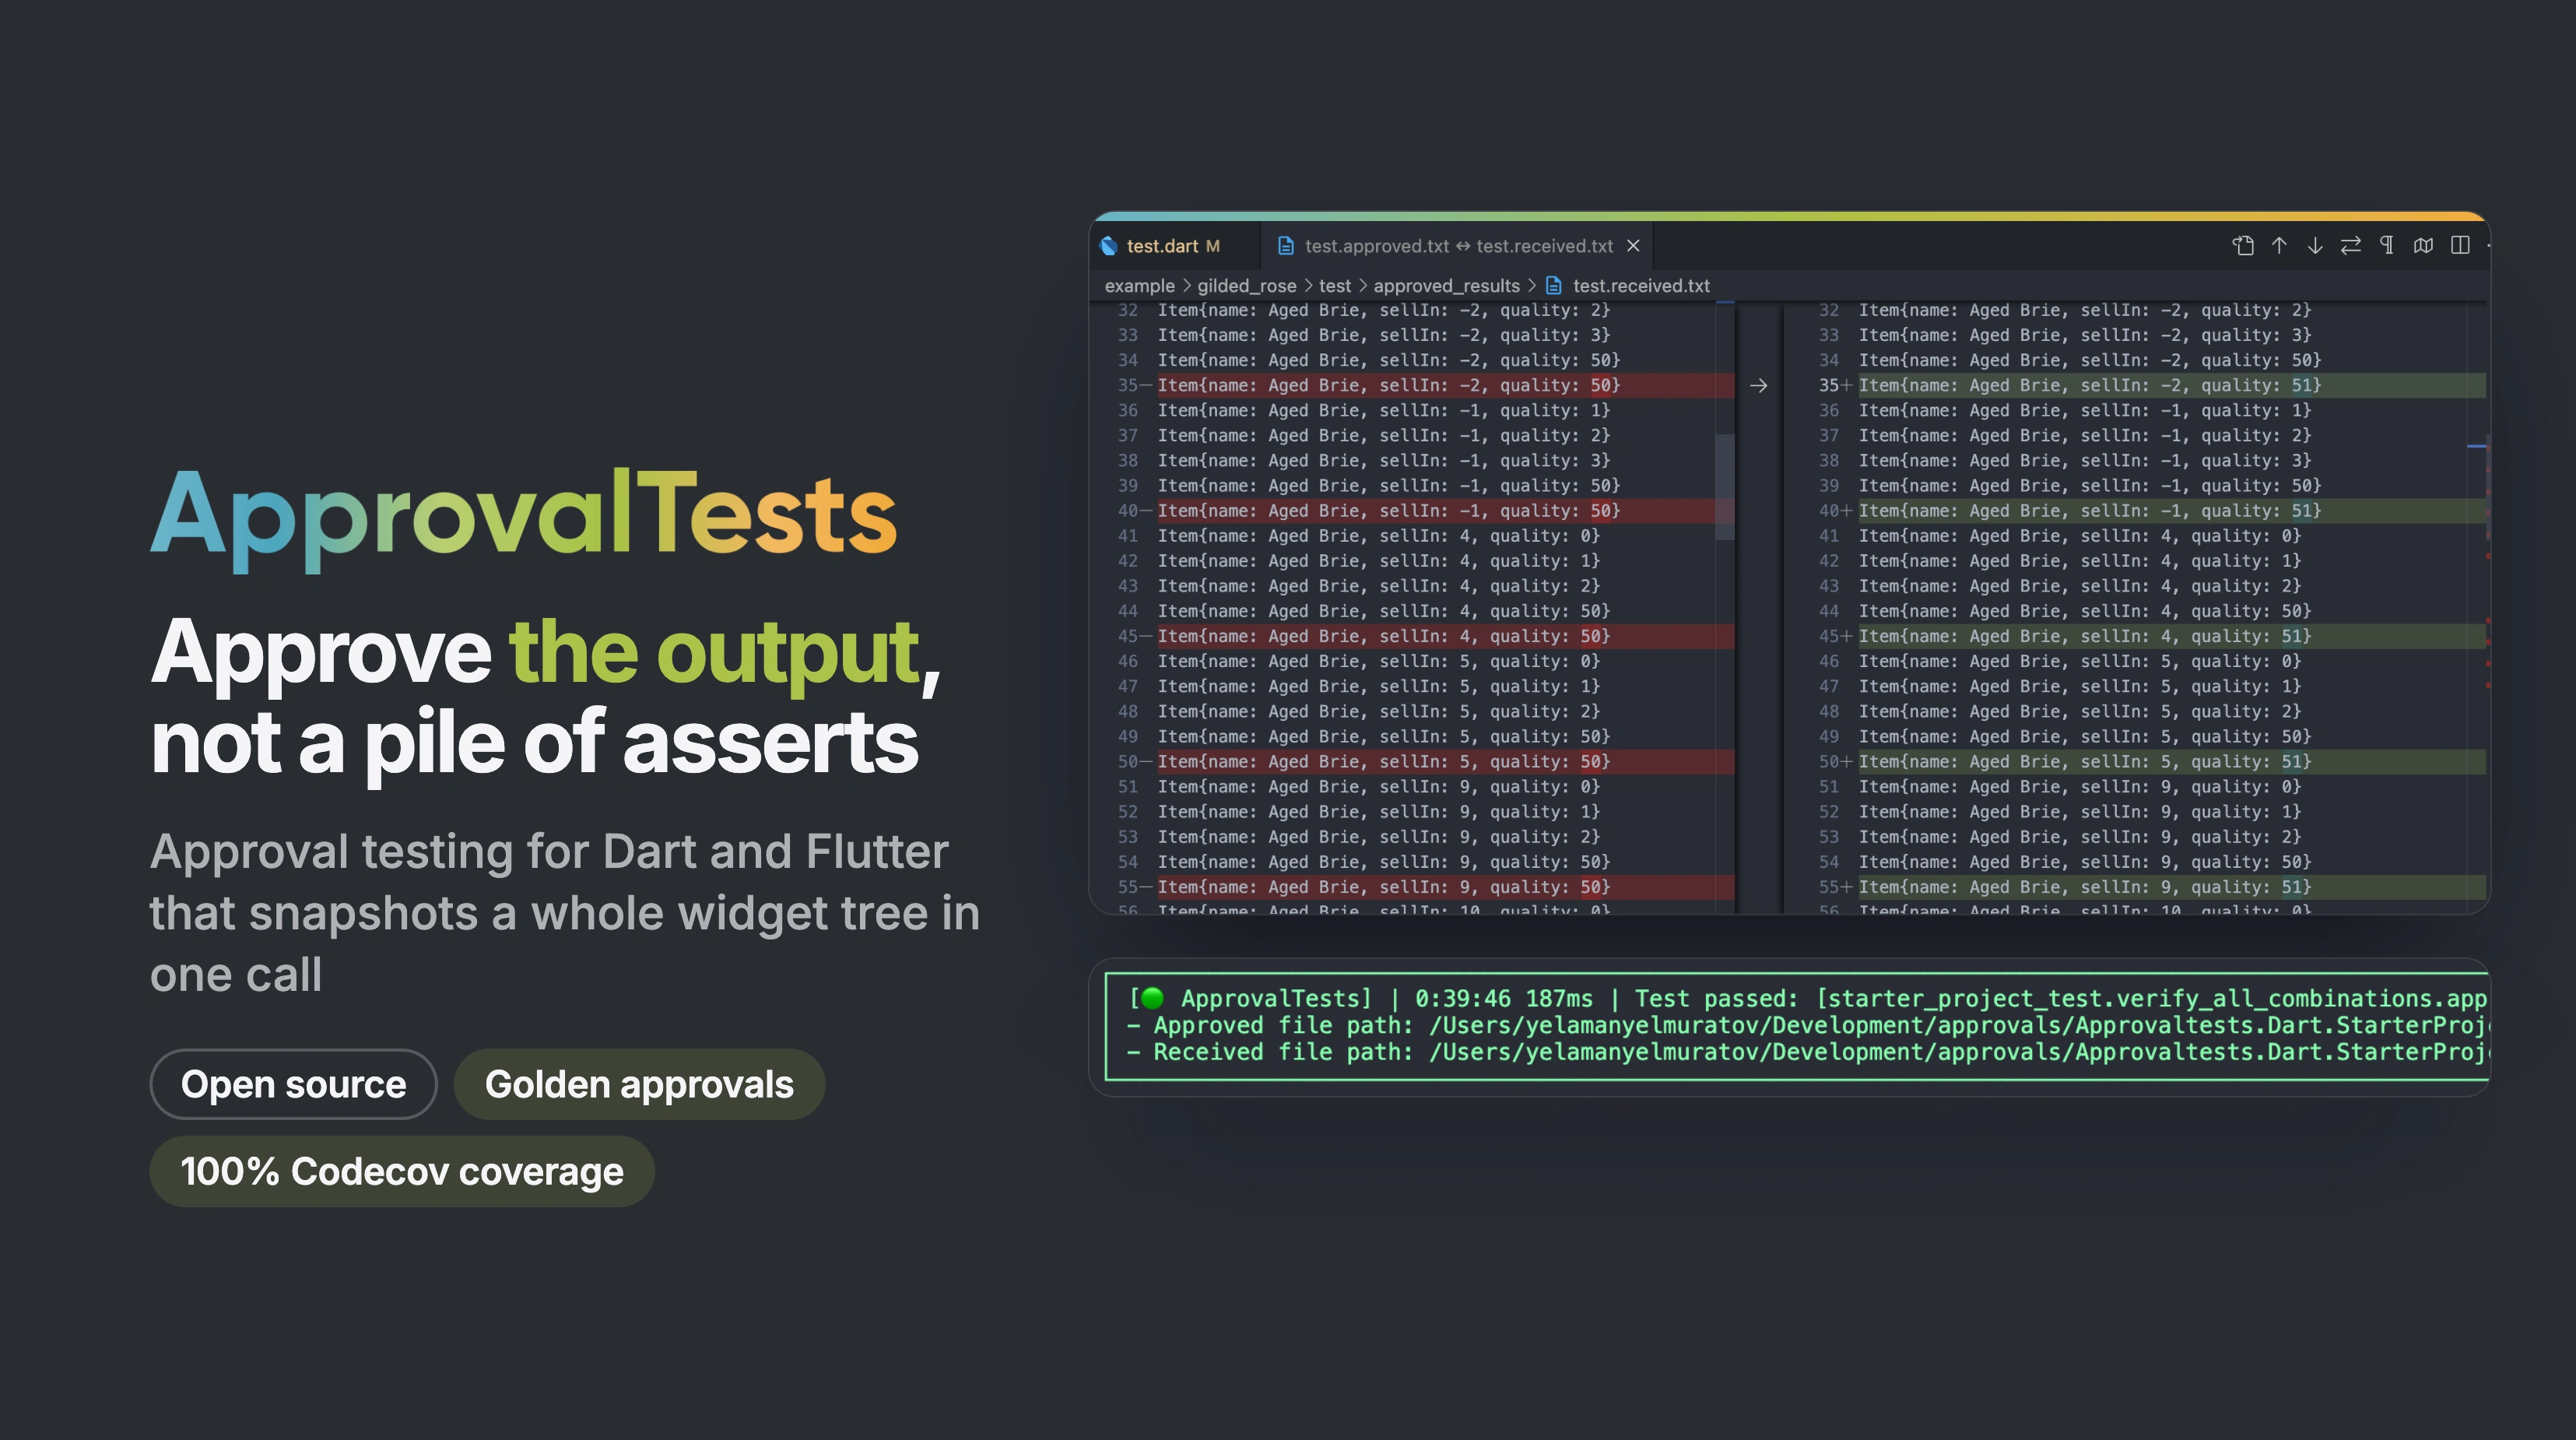 ApprovalTests
Approve the output,
not a pile of asserts
Approval testing for Dart and Flutter
that snapshots a whole widget tree in
one call
Open source
Golden approvals
100% Codecov coverage
test.dart M
test.approved.txt ↔ test.received.txt
example > gilded_rose > test > approved_results > test.received.txt
32 Item{name: Aged Brie, sellIn: -2, quality: 2}
33 Item{name: Aged Brie, sellIn: -2, quality: 3}
34 Item{name: Aged Brie, sellIn: -2, quality: 50}
35— Item{name: Aged Brie, sellIn: -2, quality: 50}
36 Item{name: Aged Brie, sellIn: -1, quality: 1}
37 Item{name: Aged Brie, sellIn: -1, quality: 2}
38 Item{name: Aged Brie, sellIn: -1, quality: 3}
39 Item{name: Aged Brie, sellIn: -1, quality: 50}
40— Item{name: Aged Brie, sellIn: -1, quality: 50}
41 Item{name: Aged Brie, sellIn: 4, quality: 0}
42 Item{name: Aged Brie, sellIn: 4, quality: 1}
43 Item{name: Aged Brie, sellIn: 4, quality: 2}
44 Item{name: Aged Brie, sellIn: 4, quality: 50}
45— Item{name: Aged Brie, sellIn: 4, quality: 50}
46 Item{name: Aged Brie, sellIn: 5, quality: 0}
47 Item{name: Aged Brie, sellIn: 5, quality: 1}
48 Item{name: Aged Brie, sellIn: 5, quality: 2}
49 Item{name: Aged Brie, sellIn: 5, quality: 50}
50— Item{name: Aged Brie, sellIn: 5, quality: 50}
51 Item{name: Aged Brie, sellIn: 9, quality: 0}
52 Item{name: Aged Brie, sellIn: 9, quality: 1}
53 Item{name: Aged Brie, sellIn: 9, quality: 2}
54 Item{name: Aged Brie, sellIn: 9, quality: 50}
55— Item{name: Aged Brie, sellIn: 9, quality: 50}
56 Item{name: Aged Brie, sellIn: 10, quality: 0}
32 Item{name: Aged Brie, sellIn: -2, quality: 2}
33 Item{name: Aged Brie, sellIn: -2, quality: 3}
34 Item{name: Aged Brie, sellIn: -2, quality: 50}
35+ Item{name: Aged Brie, sellIn: -2, quality: 51}
36 Item{name: Aged Brie, sellIn: -1, quality: 1}
37 Item{name: Aged Brie, sellIn: -1, quality: 2}
38 Item{name: Aged Brie, sellIn: -1, quality: 3}
39 Item{name: Aged Brie, sellIn: -1, quality: 50}
40+ Item{name: Aged Brie, sellIn: -1, quality: 51}
41 Item{name: Aged Brie, sellIn: 4, quality: 0}
42 Item{name: Aged Brie, sellIn: 4, quality: 1}
43 Item{name: Aged Brie, sellIn: 4, quality: 2}
44 Item{name: Aged Brie, sellIn: 4, quality: 50}
45+ Item{name: Aged Brie, sellIn: 4, quality: 51}
46 Item{name: Aged Brie, sellIn: 5, quality: 0}
47 Item{name: Aged Brie, sellIn: 5, quality: 1}
48 Item{name: Aged Brie, sellIn: 5, quality: 2}
49 Item{name: Aged Brie, sellIn: 5, quality: 50}
50+ Item{name: Aged Brie, sellIn: 5, quality: 51}
51 Item{name: Aged Brie, sellIn: 9, quality: 0}
52 Item{name: Aged Brie, sellIn: 9, quality: 1}
53 Item{name: Aged Brie, sellIn: 9, quality: 2}
54 Item{name: Aged Brie, sellIn: 9, quality: 50}
55+ Item{name: Aged Brie, sellIn: 9, quality: 51}
56 Item{name: Aged Brie, sellIn: 10, quality: 0}
[🟢 ApprovalTests] | 0:39:46 187ms | Test passed: [starter_project_test.verify_all_combinations.app
- Approved file path: /Users/yelamanyelmuratov/Development/approvals/Approvaltests.Dart.StarterProj
- Received file path: /Users/yelamanyelmuratov/Development/approvals/Approvaltests.Dart.StarterProj